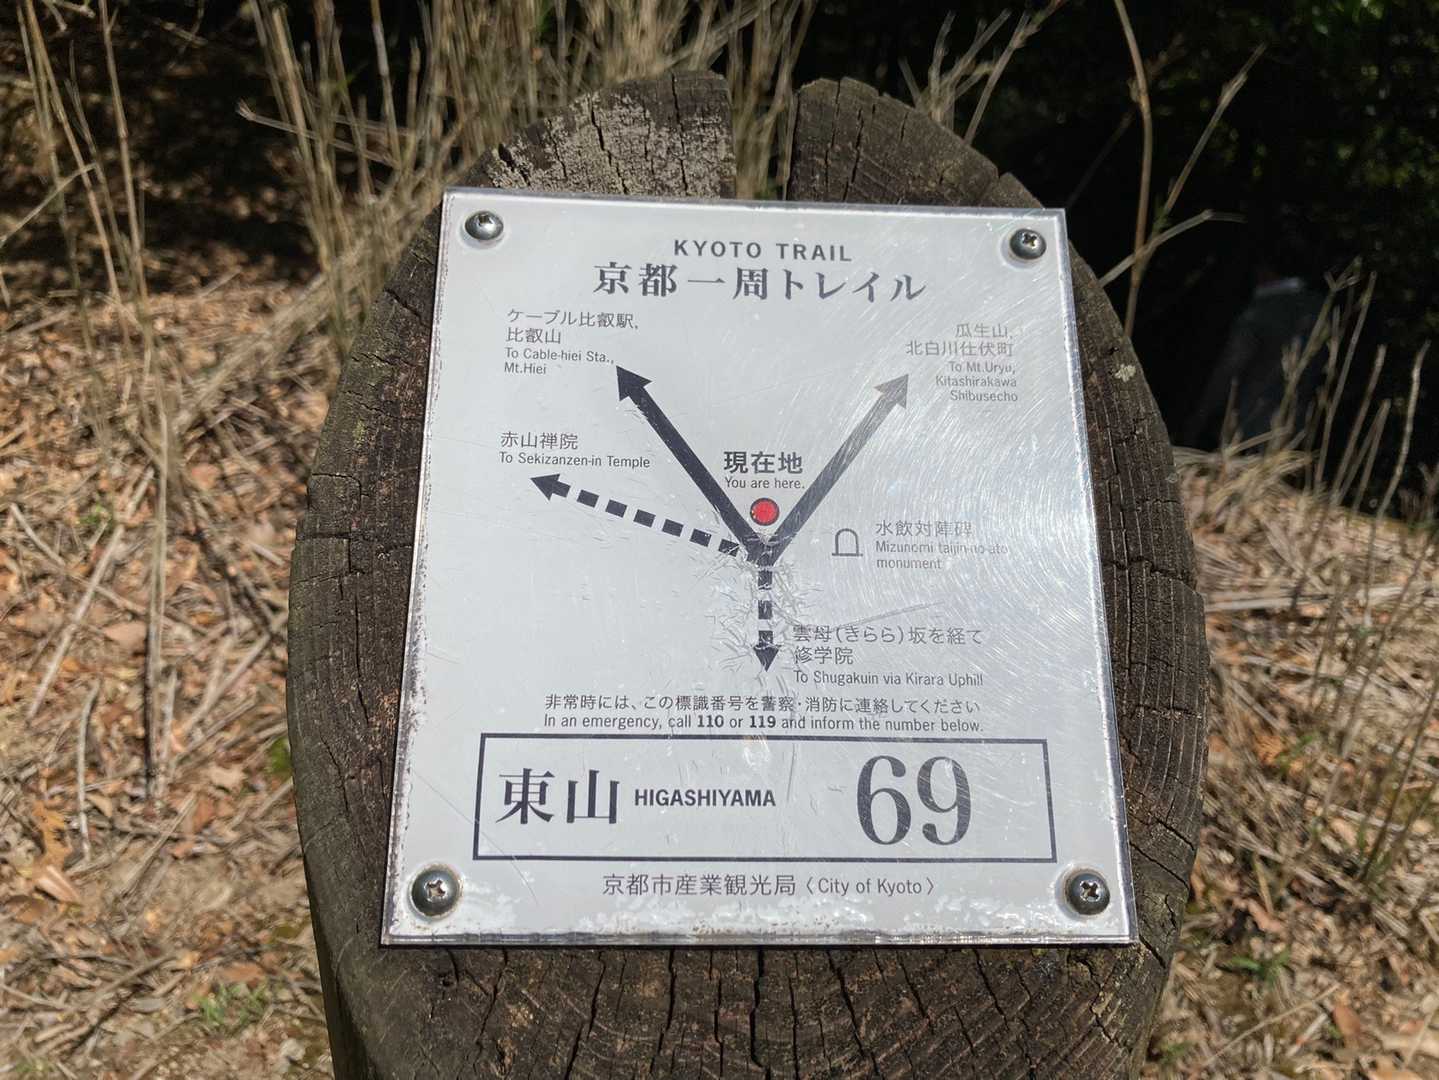 KYOTO TRAIL
京都一周トレイル
ケーブル比叡駅,
比叡山
To Cable-hiei Sta.,
Mt.Hiei
瓜生山,
北白川仕伏町
To Mt.Uryu,
Kitashirakawa
Shibusecho
赤山禅院
To Sekizanzen-in Temple
現在地
You are here.
水飲対陣碑
Mizunomi taijin-no-ato
monument
雲母(きらら)坂を経て
修学院
To Shugakuin via Kirara Uphill
非常時には、この標識番号を警察・消防に連絡してください
In an emergency, call 110 or 119 and inform the number below.
東山 HIGASHIYAMA 69
京都市産業観光局〈City of Kyoto〉